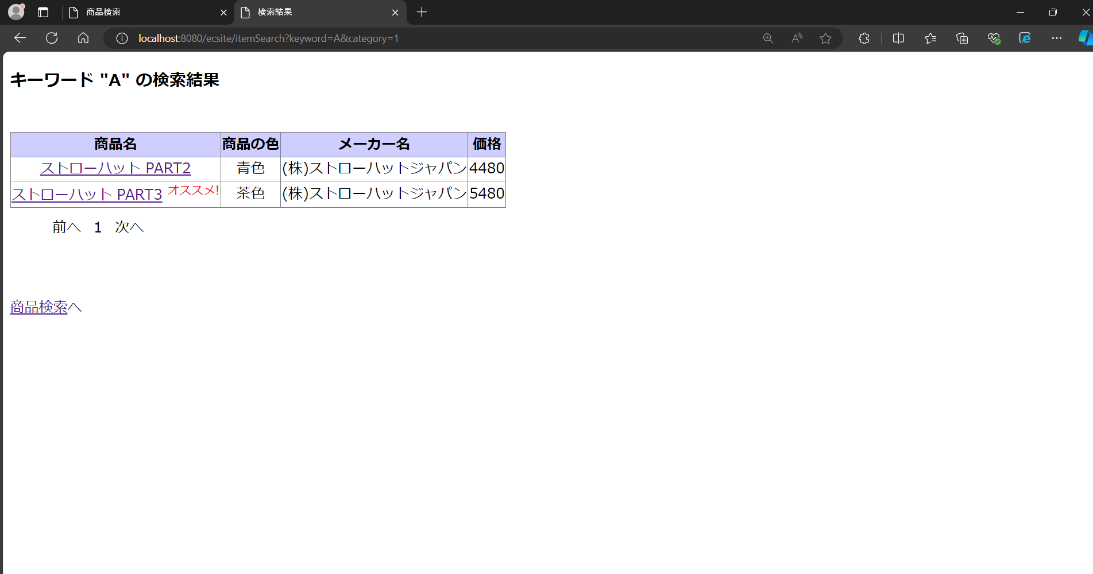 商品検索
検索結果
localhost:8080/ecsite/itemSearch?keyword=A&category=1
キーワード "A" の検索結果
商品名 商品の色 メーカー名 価格
ストローハット PART2 青色 (株)ストローハットジャパン 4480
ストローハット PART3 オススメ! 茶色 (株)ストローハットジャパン 5480
前へ 1 次へ
商品検索へ